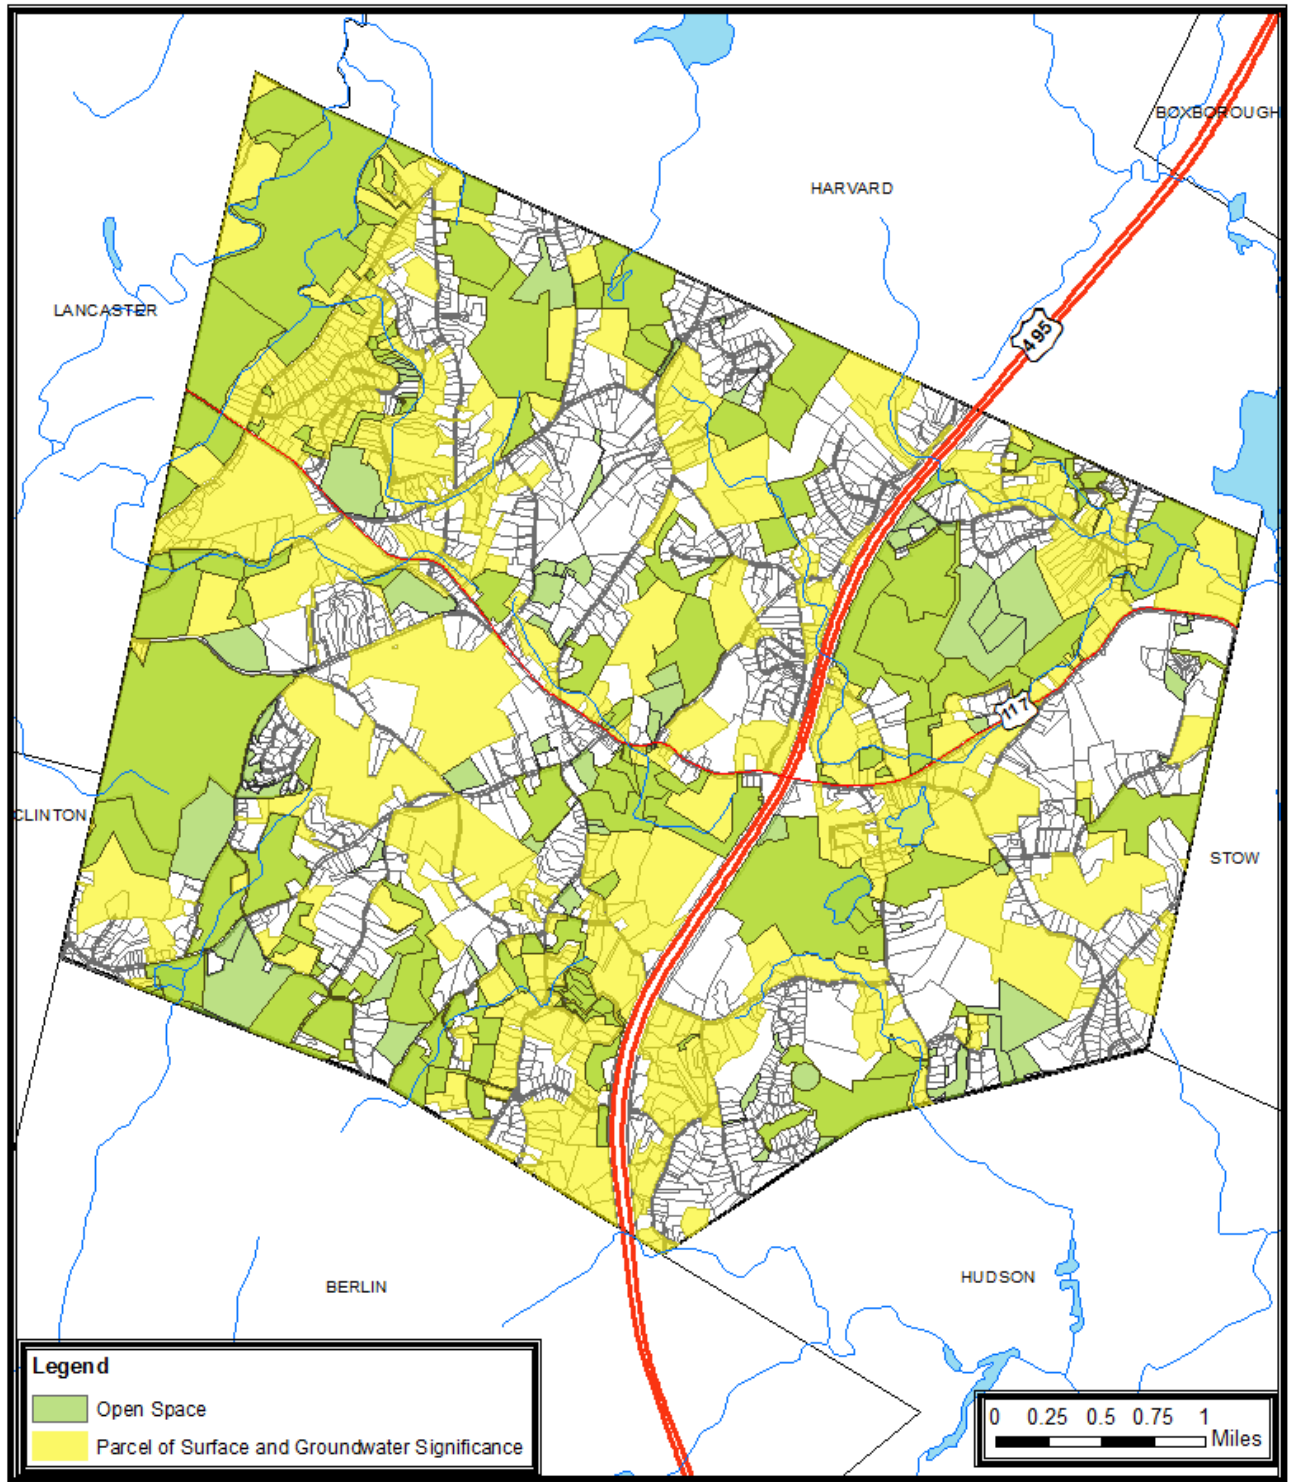 BOXBOROUGH
HARVARD
LANCASTER
495
117
CLINTON
STOW
BERLIN
HUDSON
Legend
Open Space
Parcel of Surface and Groundwater Significance
0 0.25 0.5 0.75 1
Miles